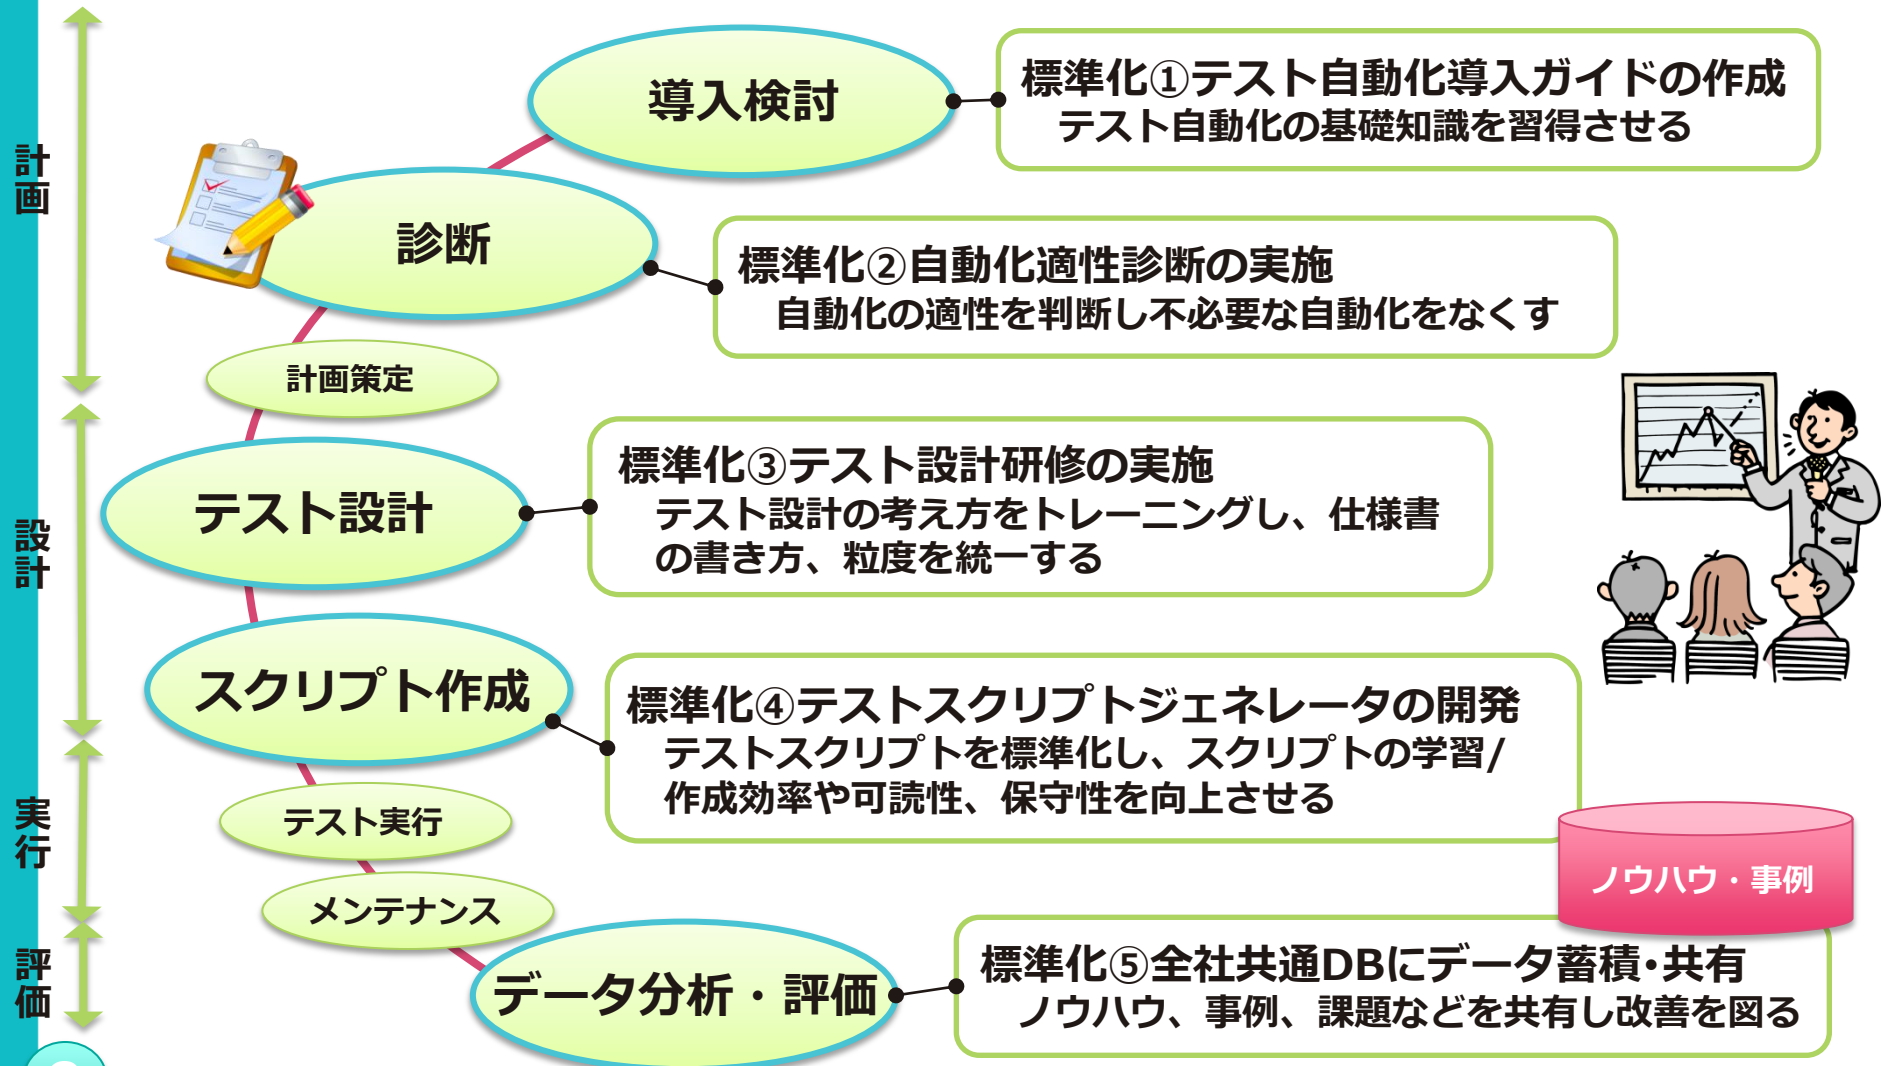 導入検討
標準化①テスト自動化導入ガイドの作成
テスト自動化の基礎知識を習得させる
計画
診断
標準化②自動化適性診断の実施
自動化の適性を判断し不必要な自動化をなくす
計画策定
設計
テスト設計
標準化③テスト設計研修の実施
テスト設計の考え方をトレーニングし、仕様書
の書き方、粒度を統一する
スクリプト作成
標準化④テストスクリプトジェネレータの開発
テストスクリプトを標準化し、スクリプトの学習/
作成効率や可読性、保守性を向上させる
実行
テスト実行
メンテナンス
ノウハウ・事例
評価
データ分析・評価
標準化⑤全社共通DBにデータ蓄積・共有
ノウハウ、事例、課題などを共有し改善を図る